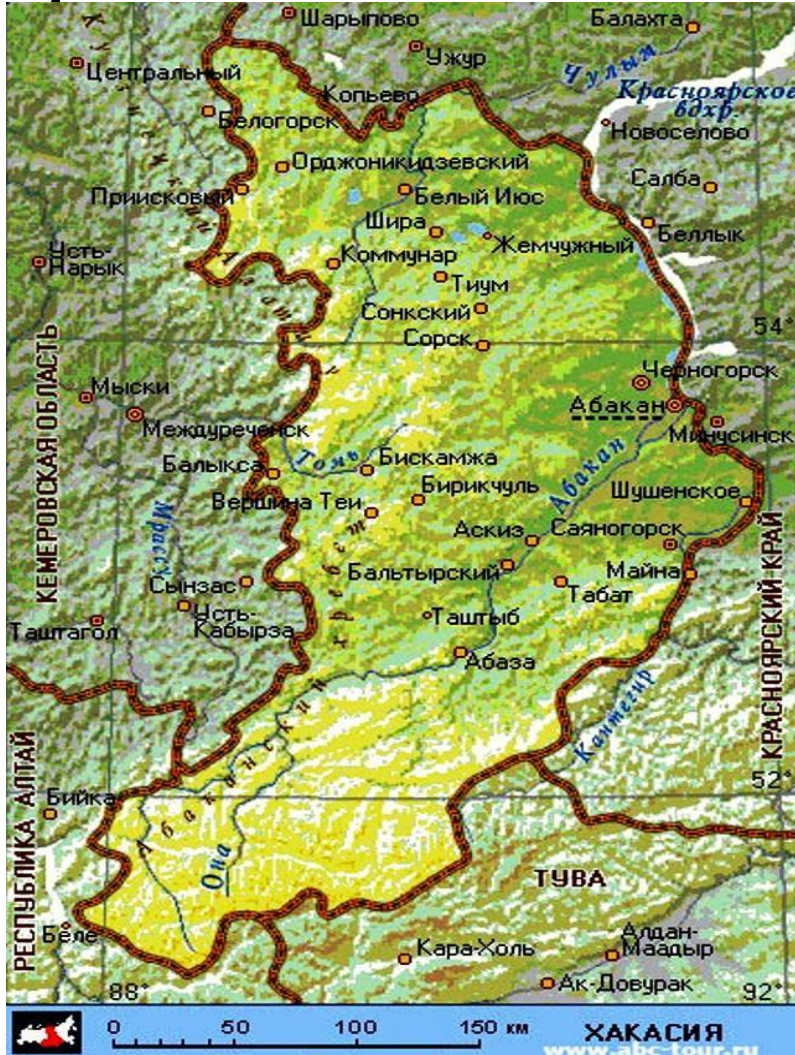 Шарыпово
Балахта
Ужур
Центральный
Чулым
Красноярское
вдхр.
Копьево
Белогорск
Новоселово
Орджоникидзевский
Салба
Приисковый
Белый Июс
Шира
Беллык
Жемчужный
Усть-
Нарык
Коммунар
Тиум
Сонкский
54°
Сорск
Черногорск
Мыски
Абакан
Междуреченск
Минусинск
Томь
Балыкса
Бискамжа
Абакан
Вершина Теи
Бирикчуль
Шушенское
Мрассу
Аскиз
Саяногорск
КЕМЕРОВСКАЯ ОБЛАСТЬ
Бальтырский
Майна
Сынзас
Табат
Усть-
Кабырза
Таштагол
Таштыб
Абаза
КРАСНОЯРСКИЙ КРАЙ
Кантегир
Абаканский хребет
52°
Бийка
РЕСПУБЛИКА АЛТАЙ
Она
ТУВА
Беле
Кара-Холь
Алдан-
Маадыр
Ак-Довурак
88°
92°
0 50 100 150 км
ХАКАСИЯ
www.abc-tour.ru